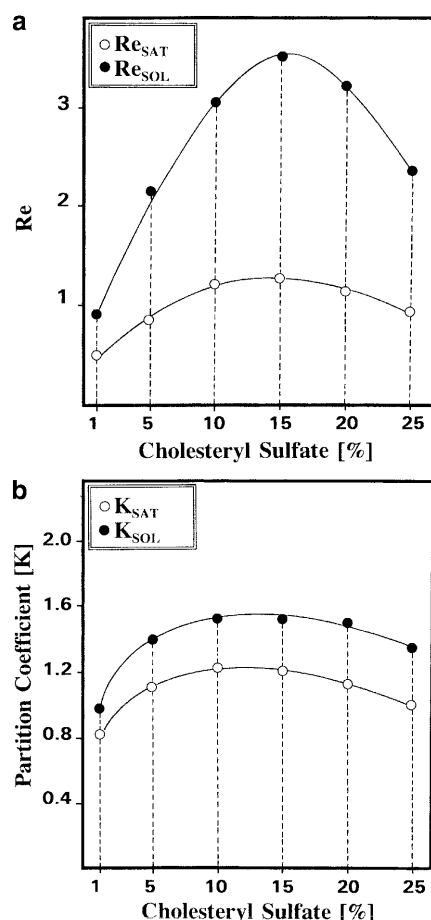 a
Re_SAT
Re_SOL
3
2
1
Re
1 5 10 15 20 25
Cholesteryl Sulfate [%]
b
K_SAT
K_SOL
2.0
1.6
1.2
0.8
0.4
Partition Coefficient [K]
1 5 10 15 20 25
Cholesteryl Sulfate [%]